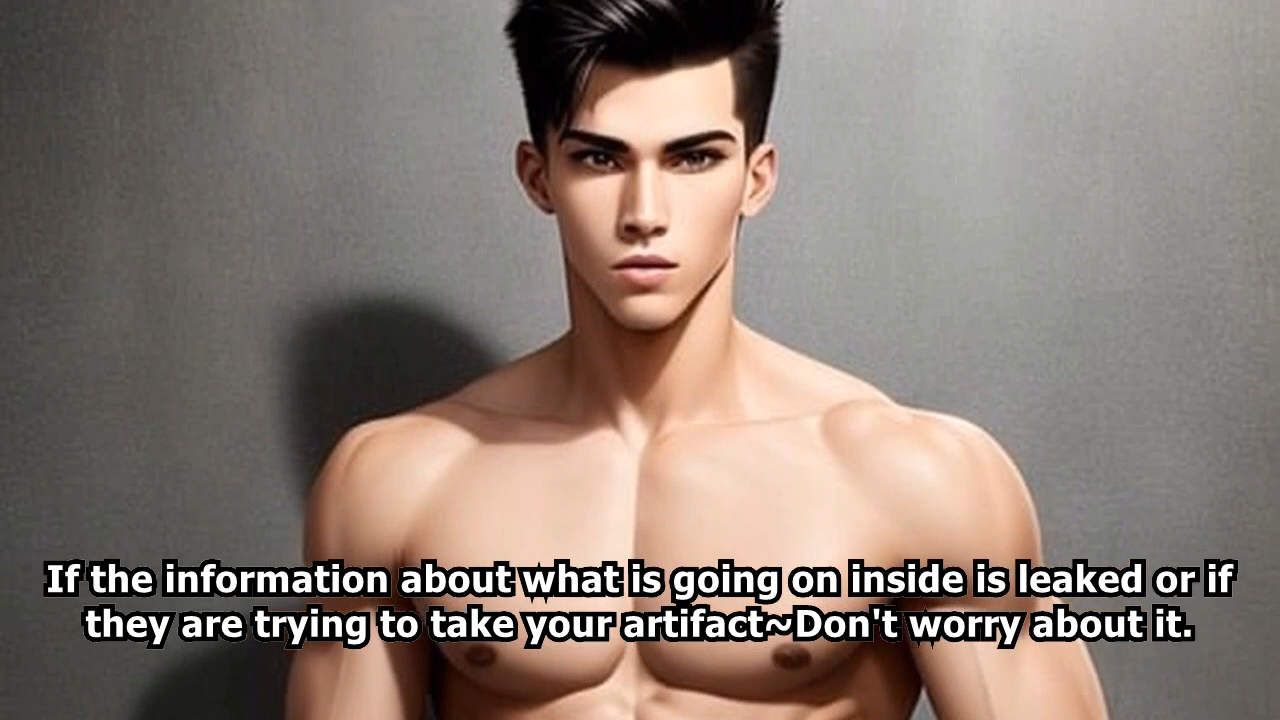 If the information about what is going on inside is leaked or if
they are trying to take your artifact~Don't worry about it.